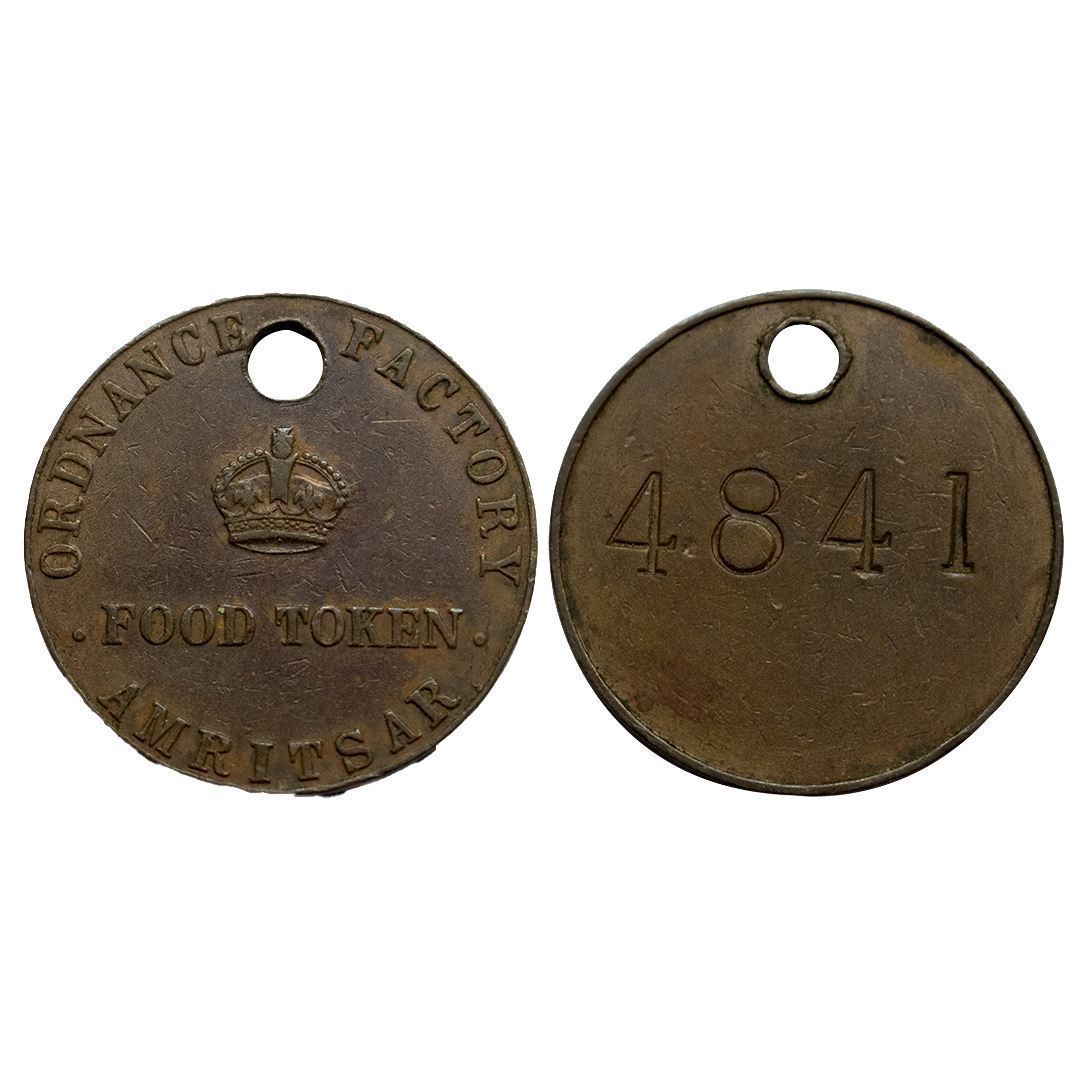 ORDNANCE FACTORY
· FOOD TOKEN ·
AMRITSAR
4841